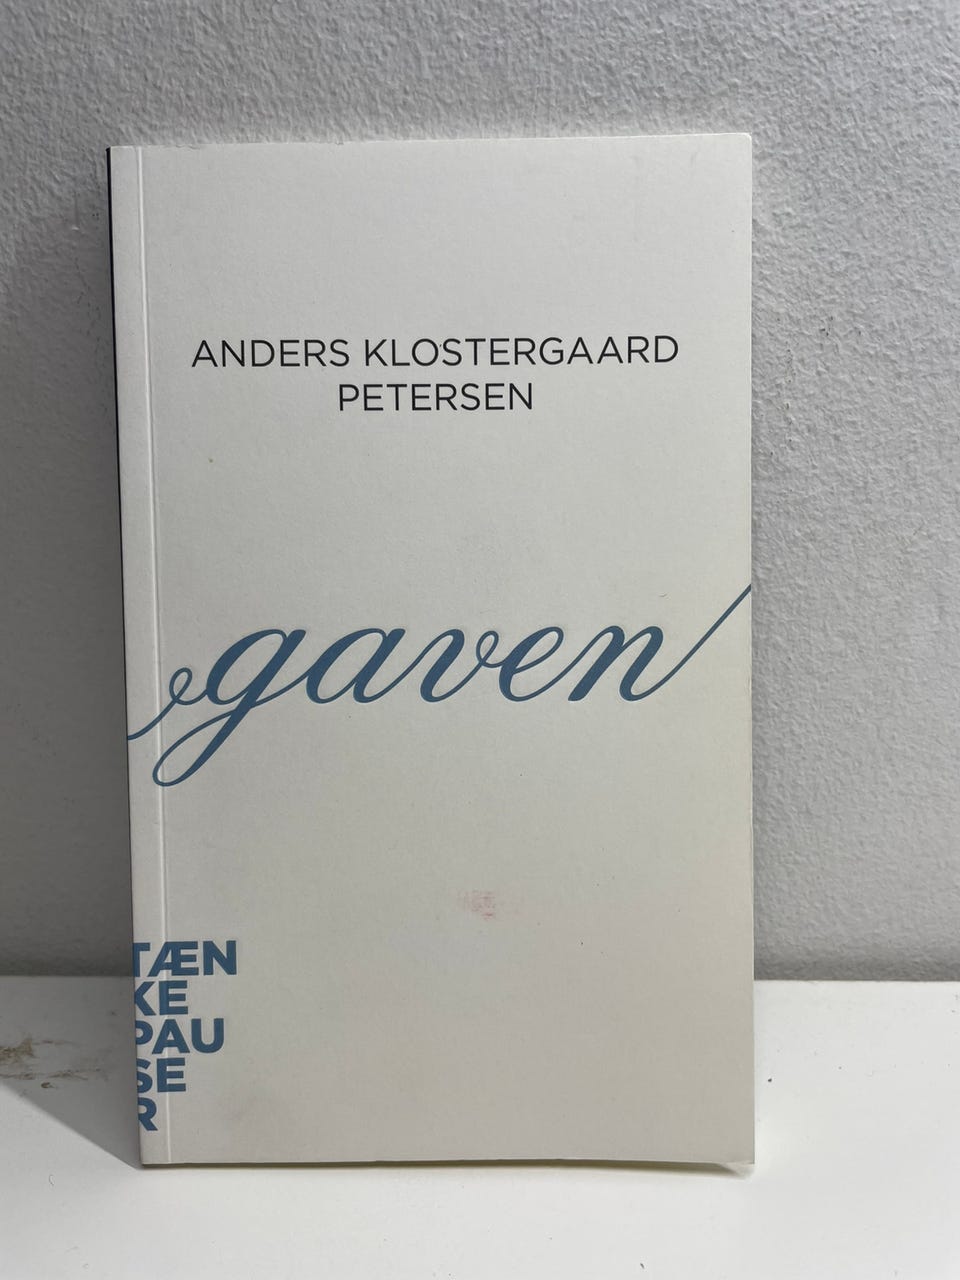 ANDERS KLOSTERGAARD
PETERSEN
gaven
TÆN
KE
PAU
SE
R